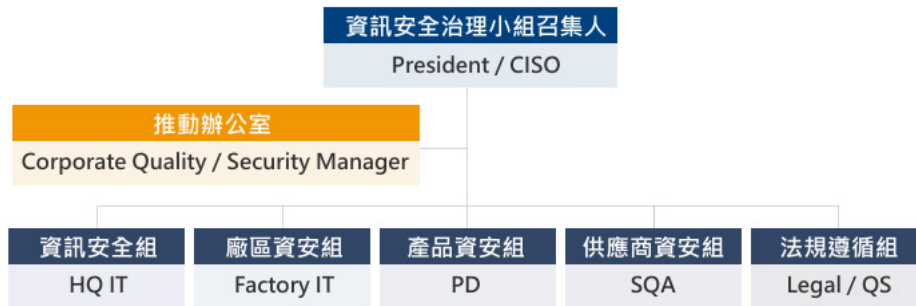 資訊安全治理小組召集人
President / CISO
推動辦公室
Corporate Quality / Security Manager
資訊安全組
HQ IT
廠區資安組
Factory IT
產品資安組
PD
供應商資安組
SQA
法規遵循組
Legal / QS